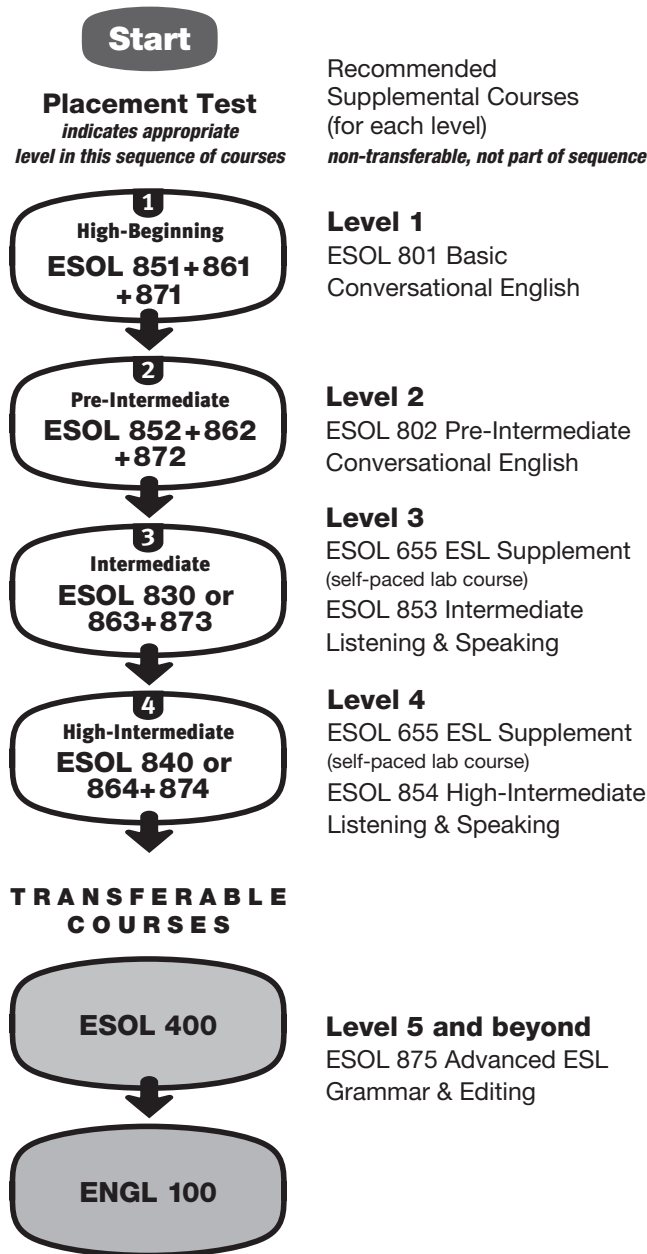 Start
Placement Test
indicates appropriate
level in this sequence of courses
Recommended
Supplemental Courses
(for each level)
non-transferable, not part of sequence
1
High-Beginning
ESOL 851+861
+871
Level 1
ESOL 801 Basic
Conversational English
2
Pre-Intermediate
ESOL 852+862
+872
Level 2
ESOL 802 Pre-Intermediate
Conversational English
3
Intermediate
ESOL 830 or
863+873
Level 3
ESOL 655 ESL Supplement
(self-paced lab course)
ESOL 853 Intermediate
Listening & Speaking
4
High-Intermediate
ESOL 840 or
864+874
Level 4
ESOL 655 ESL Supplement
(self-paced lab course)
ESOL 854 High-Intermediate
Listening & Speaking
TRANSFERABLE
COURSES
ESOL 400
Level 5 and beyond
ESOL 875 Advanced ESL
Grammar & Editing
ENGL 100